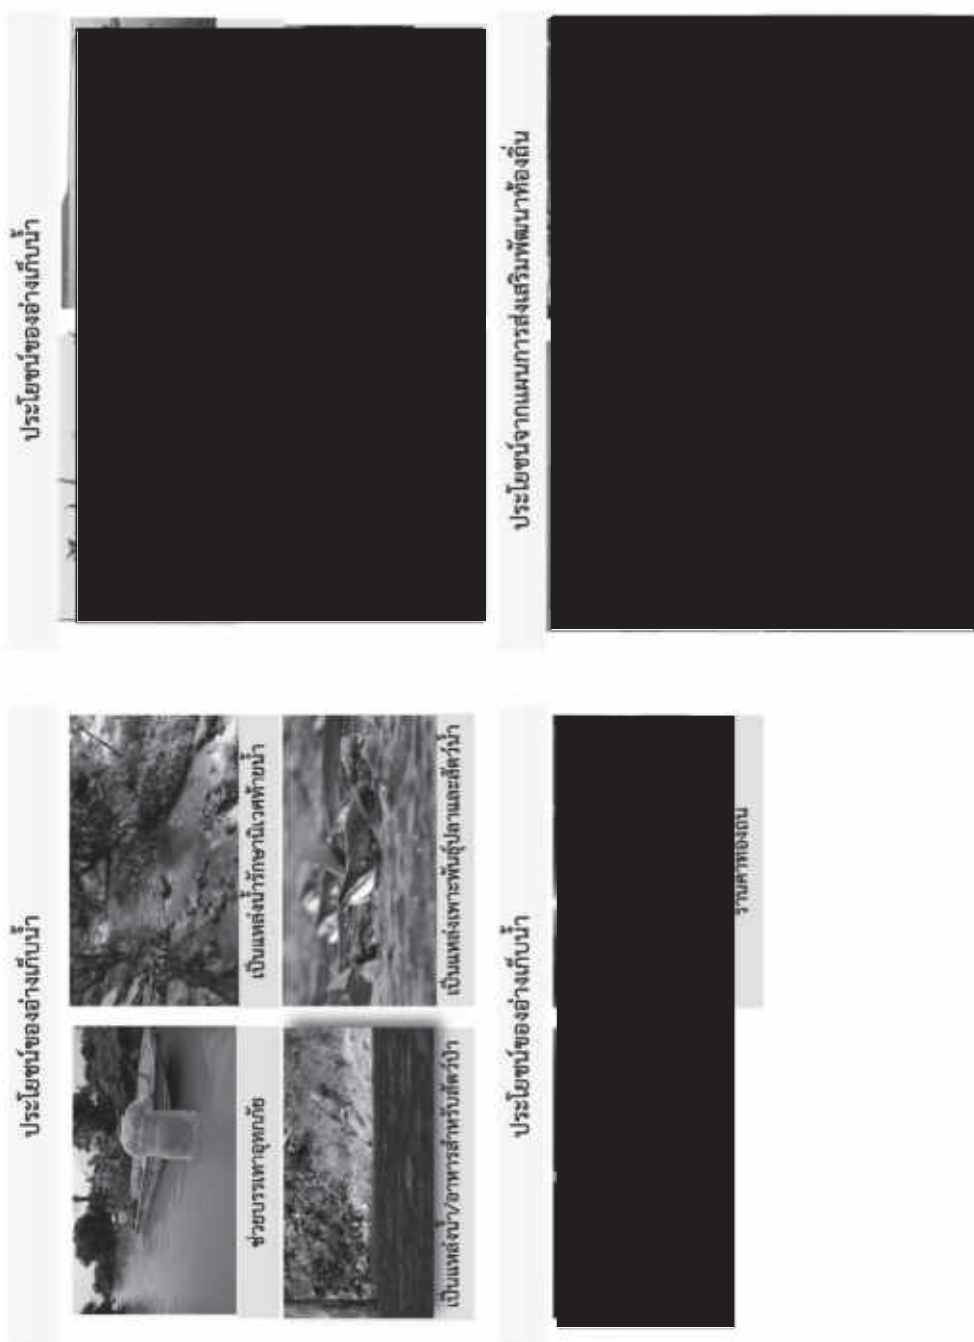 ประโยชน์ของอ่างเก็บน้ำ
ช่วยบรรเทาอุทกภัย
เป็นแหล่งน้ำรักษานิเวศท้ายน้ำ
เป็นแหล่งน้ำ/อาหารสำหรับสัตว์ป่า
เป็นแหล่งเพาะพันธุ์ปลาและสัตว์น้ำ
ประโยชน์ของอ่างเก็บน้ำ
ประโยชน์ของอ่างเก็บน้ำ
ประโยชน์จากแผนการส่งเสริมพัฒนาท้องถิ่น